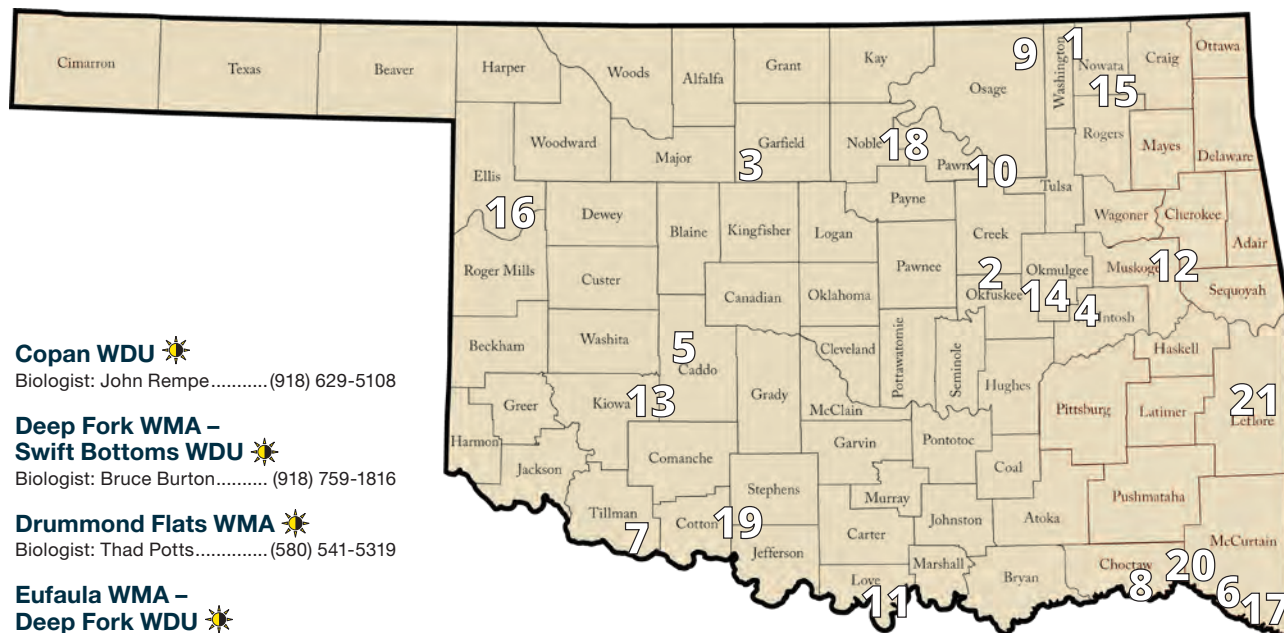 Cimarron
Texas
Beaver
Harper
Woods
Alfalfa
Grant
Kay
Osage
9
Washington
1
Nowata
Craig
Ottawa
15
Woodward
Major
Garfield
3
Noble
18
Pawn
10
Rogers
Mayes
Delaware
Tulsa
Ellis
16
Dewey
Blaine
Kingfisher
Logan
Payne
Creek
Wagoner
Cherokee
Adair
Roger Mills
Custer
Canadian
Oklahoma
Pawnee
2
Okfuskee
Okmulgee
14
4
Intosh
Muskoge
12
Sequoyah
Beckham
Washita
5
Caddo
Grady
Cleveland
McClain
Pottawatomie
Seminole
Hughes
Haskell
Pittsburg
Latimer
21
Leflore
Greer
Kiowa
13
Harmon
Jackson
Comanche
Garvin
Pontotoc
Coal
Stephens
Murray
Johnston
Atoka
Pushmataha
Tillman
7
Cotton
19
Jefferson
Carter
Love
11
Marshall
Bryan
Choctaw
8
20
McCurtain
6
17
Copan WDU
Biologist: John Rempe...........(918) 629-5108
Deep Fork WMA –
Swift Bottoms WDU
Biologist: Bruce Burton.......... (918) 759-1816
Drummond Flats WMA
Biologist: Thad Potts.............(580) 541-5319
Eufaula WMA –
Deep Fork WDU